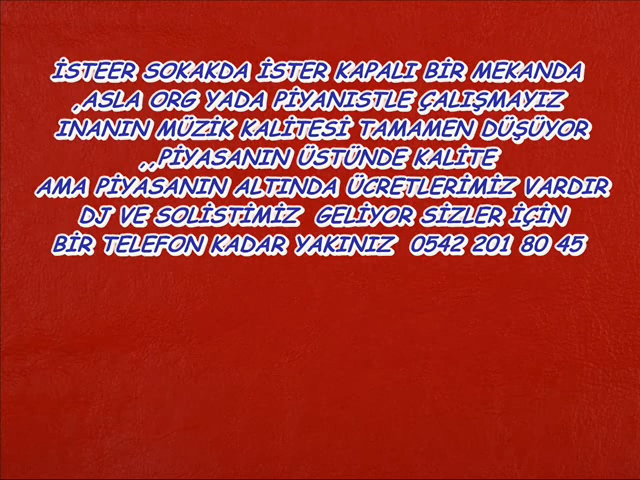 İSTEER SOKAKDA İSTER KAPALI BİR MEKANDA
,ASLA ORG YADA PİYANISTLE ÇALIŞMAYIZ
INANIN MÜZİK KALİTESİ TAMAMEN DÜŞÜYOR
,,PİYASANIN ÜSTÜNDE KALİTE
AMA PİYASANIN ALTINDA ÜCRETLERİMİZ VARDIR
DJ VE SOLİSTİMİZ GELİYOR SİZLER İÇİN
BİR TELEFON KADAR YAKINIZ 0542 201 80 45